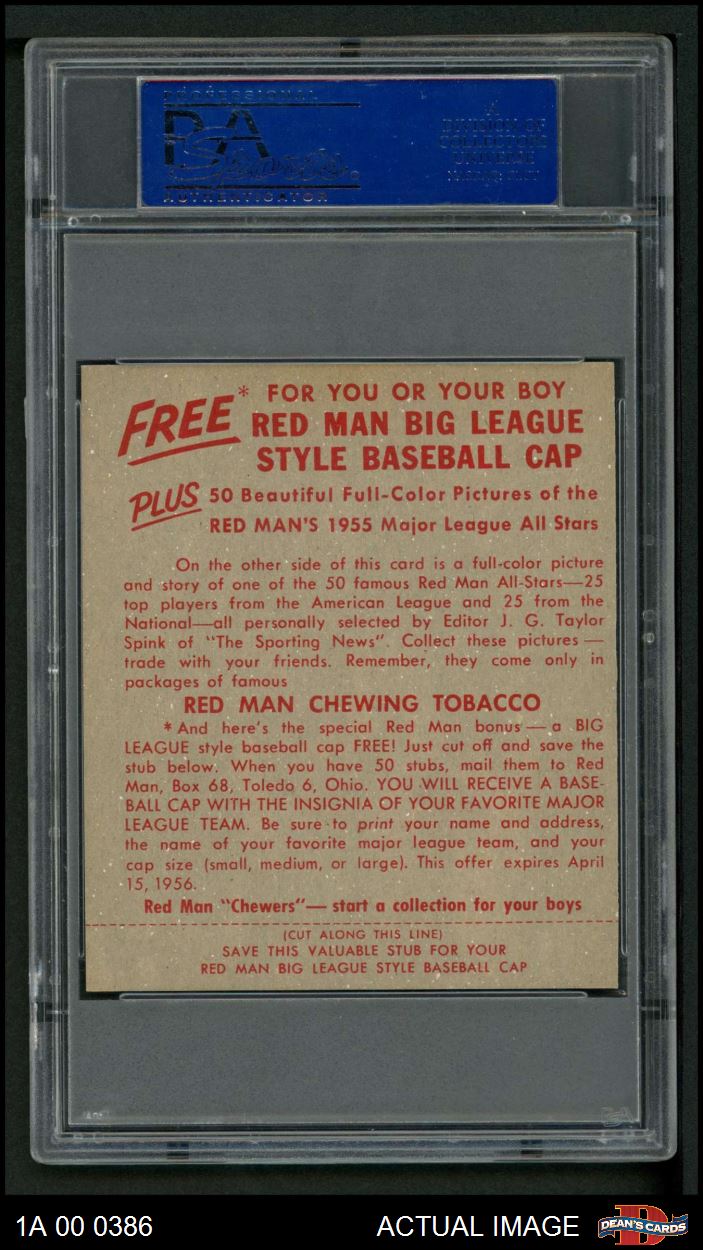 PROFESSIONAL
PSA
AUTHENTICATOR
A
DIVISION OF
COLLECTORS
UNIVERSE
FREE* FOR YOU OR YOUR BOY
RED MAN BIG LEAGUE
STYLE BASEBALL CAP
PLUS 50 Beautiful Full-Color Pictures of the
RED MAN'S 1955 Major League All Stars
On the other side of this card is a full-color picture
and story of one of the 50 famous Red Man All-Stars—25
top players from the American League and 25 from the
National—all personally selected by Editor J. G. Taylor
Spink of "The Sporting News". Collect these pictures —
trade with your friends. Remember, they come only in
packages of famous
RED MAN CHEWING TOBACCO
*And here's the special Red Man bonus — a BIG
LEAGUE style baseball cap FREE! Just cut off and save the
stub below. When you have 50 stubs, mail them to Red
Man, Box 68, Toledo 6, Ohio. YOU WILL RECEIVE A BASE-
BALL CAP WITH THE INSIGNIA OF YOUR FAVORITE MAJOR
LEAGUE TEAM. Be sure to print your name and address,
the name of your favorite major league team, and your
cap size (small, medium, or large). This offer expires April
15, 1956.
Red Man "Chewers"— start a collection for your boys
(CUT ALONG THIS LINE)
SAVE THIS VALUABLE STUB FOR YOUR
RED MAN BIG LEAGUE STYLE BASEBALL CAP
1A 00 0386
ACTUAL IMAGE
DEAN'S CARDS